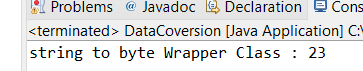 Problems @ Javadoc Declaration Cons
<terminated> DataCoversion [Java Application] C:\
string to byte Wrapper Class : 23